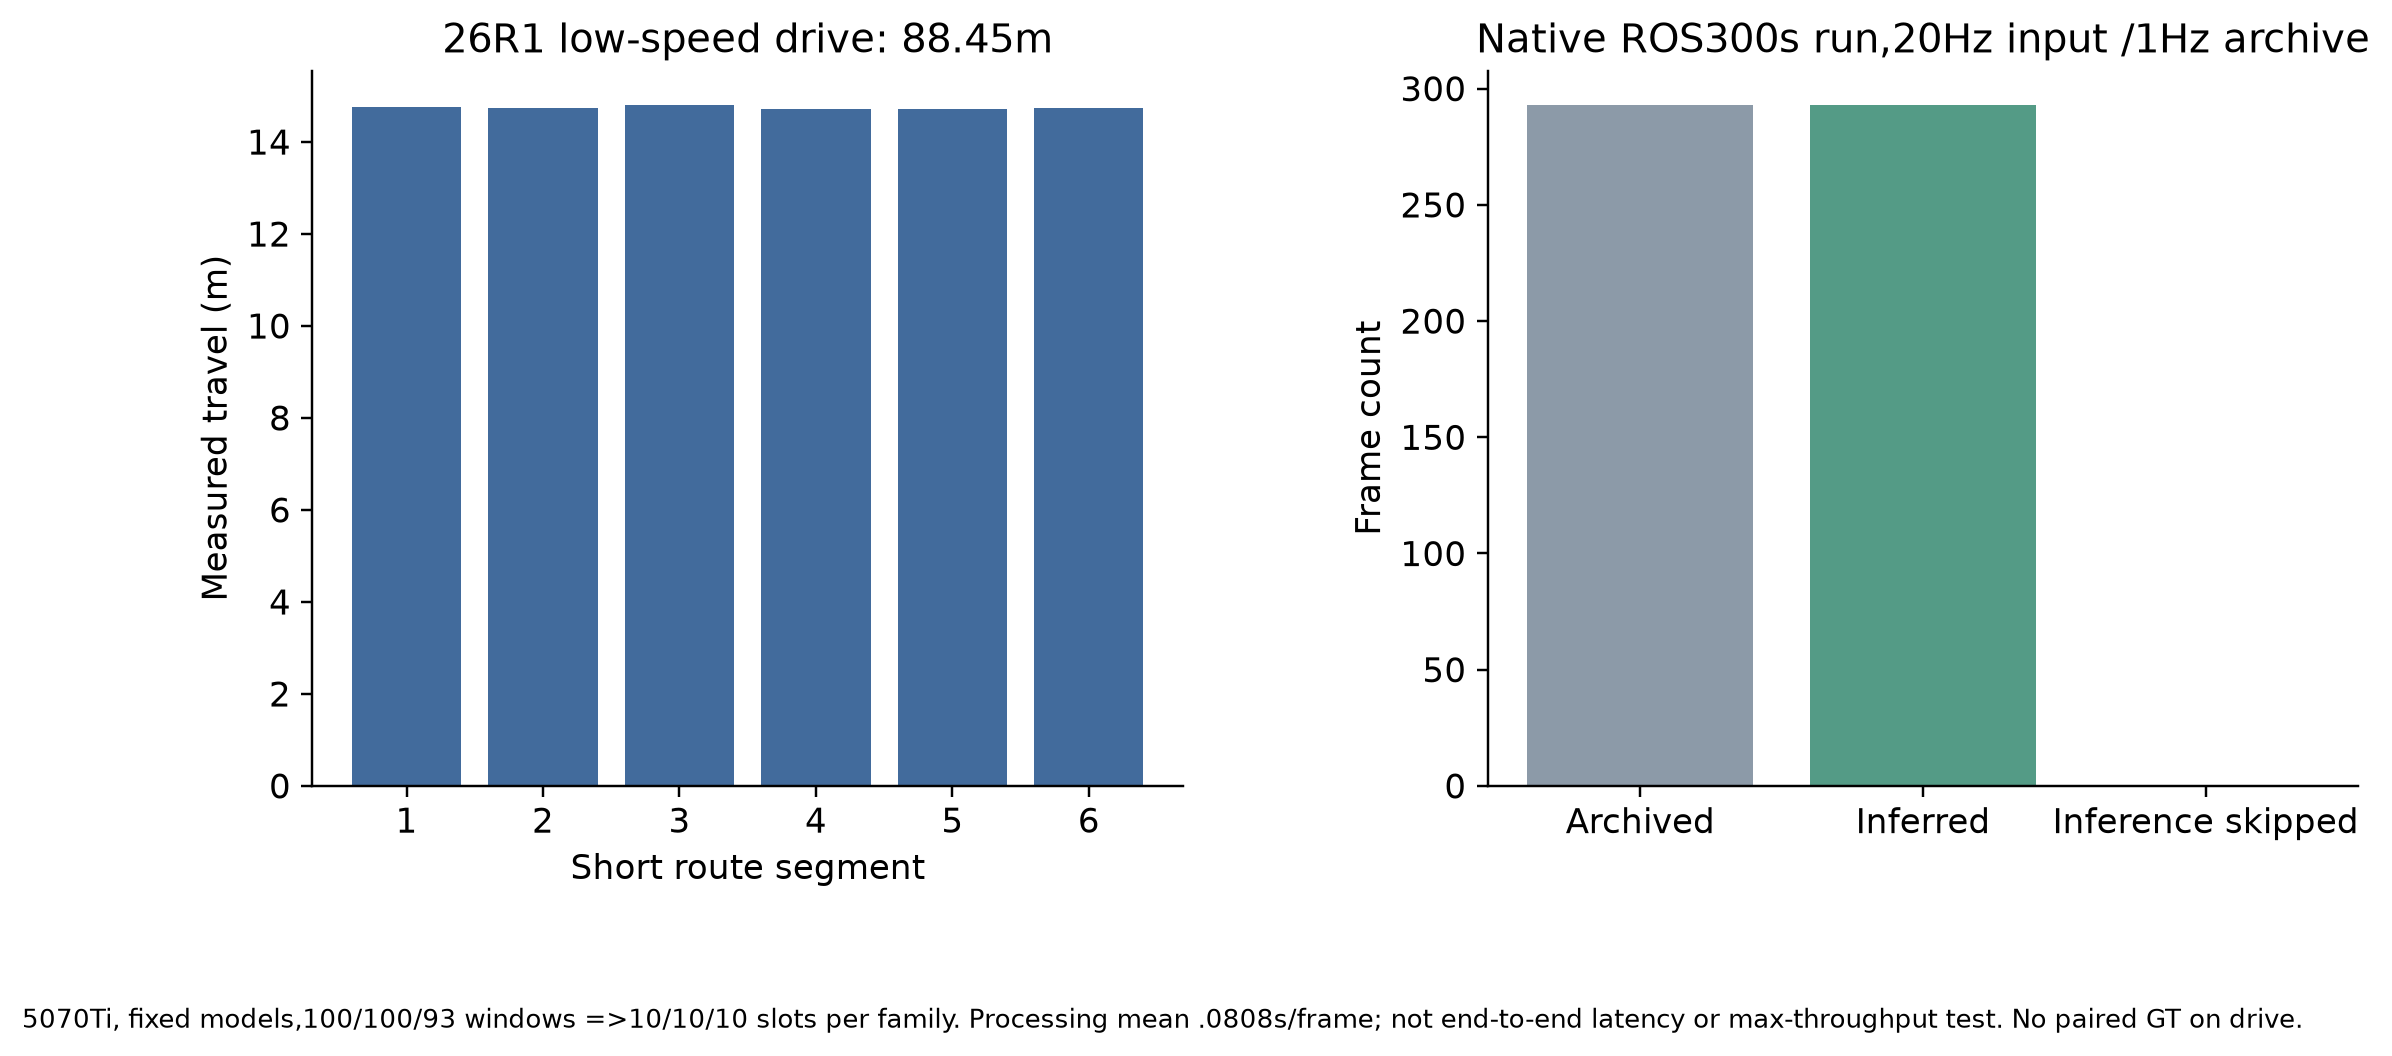 26R1 low-speed drive: 88.45m
Measured travel (m)
14
12
10
8
6
4
2
0
1 2 3 4 5 6
Short route segment
Native ROS300s run,20Hz input /1Hz archive
Frame count
300
250
200
150
100
50
0
Archived Inferred Inference skipped
5070Ti, fixed models,100/100/93 windows =>10/10/10 slots per family. Processing mean .0808s/frame; not end-to-end latency or max-throughput test. No paired GT on drive.